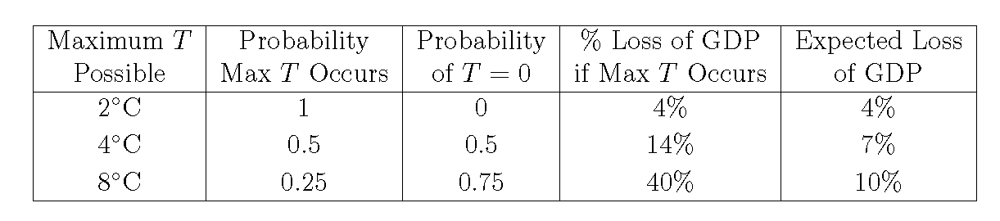 Maximum T Probability Probability % Loss of GDP Expected Loss
Possible Max T Occurs of T = 0 if Max T Occurs of GDP
2°C 1 0 4% 4%
4°C 0.5 0.5 14% 7%
8°C 0.25 0.75 40% 10%